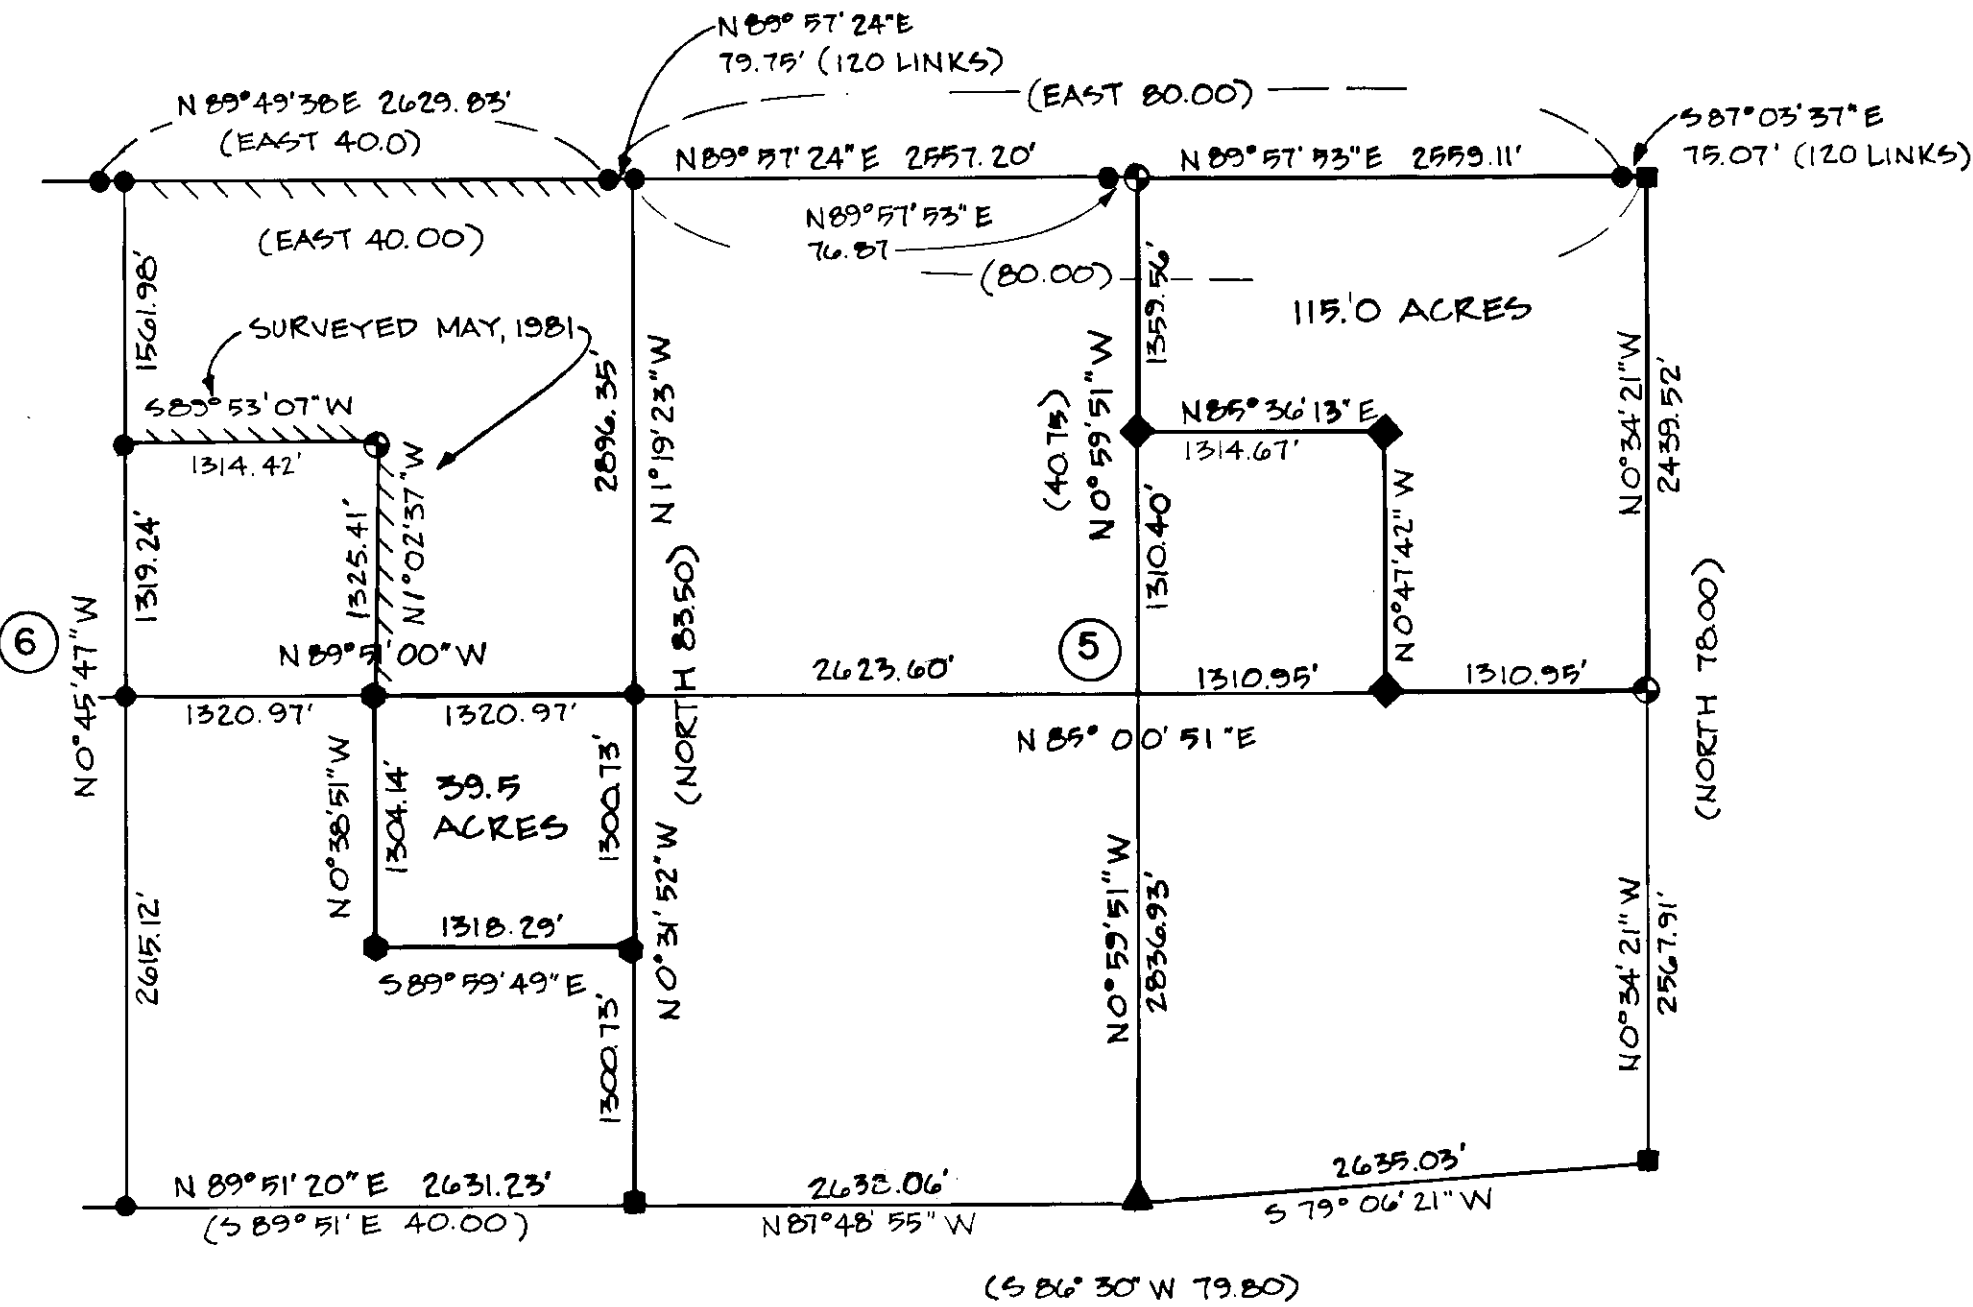 N 89° 57' 24" E
79.75' (120 LINKS)
N 89° 49' 38 E 2629.83'
(EAST 40.0)
(EAST 80.00)
S 87° 03' 37" E
75.07' (120 LINKS)
N 89° 57' 24" E 2557.20'
N 89° 57' 53" E 2559.11'
(EAST 40.00)
N 89° 57' 53" E
76.87
(80.00)
1561.98'
1359.56'
115.'0 ACRES
SURVEYED MAY, 1981
2896.35'
N 1° 19' 23" W
(40.75)
N 0° 59' 51" W
N 0° 34' 21" W
2439.52'
S 89° 53' 07" W
1314.42'
N 85° 36' 13" E
1314.67'
1319.24'
1325.41'
N 1° 02' 37" W
1310.40'
N 0° 47' 42" W
6
N 0° 45' 47" W
N 89° 51' 00" W
(NORTH 83.50)
2623.60'
5
1310.95'
1310.95'
(NORTH 78.00)
1320.97'
1320.97'
N 85° 00' 51" E
N 0° 38' 51" W
1304.14'
39.5
ACRES
1300.73'
N 0° 31' 52" W
N 0° 59' 51" W
2836.93'
N 0° 34' 21" W
2567.91'
2615.12'
1318.29'
S 89° 59' 49" E
1300.73'
N 89° 51' 20" E 2631.23'
(S 89° 51' E 40.00)
N 87° 48' 55" W
2635.03'
S 79° 06' 21" W
(S 86° 30" W 79.80)